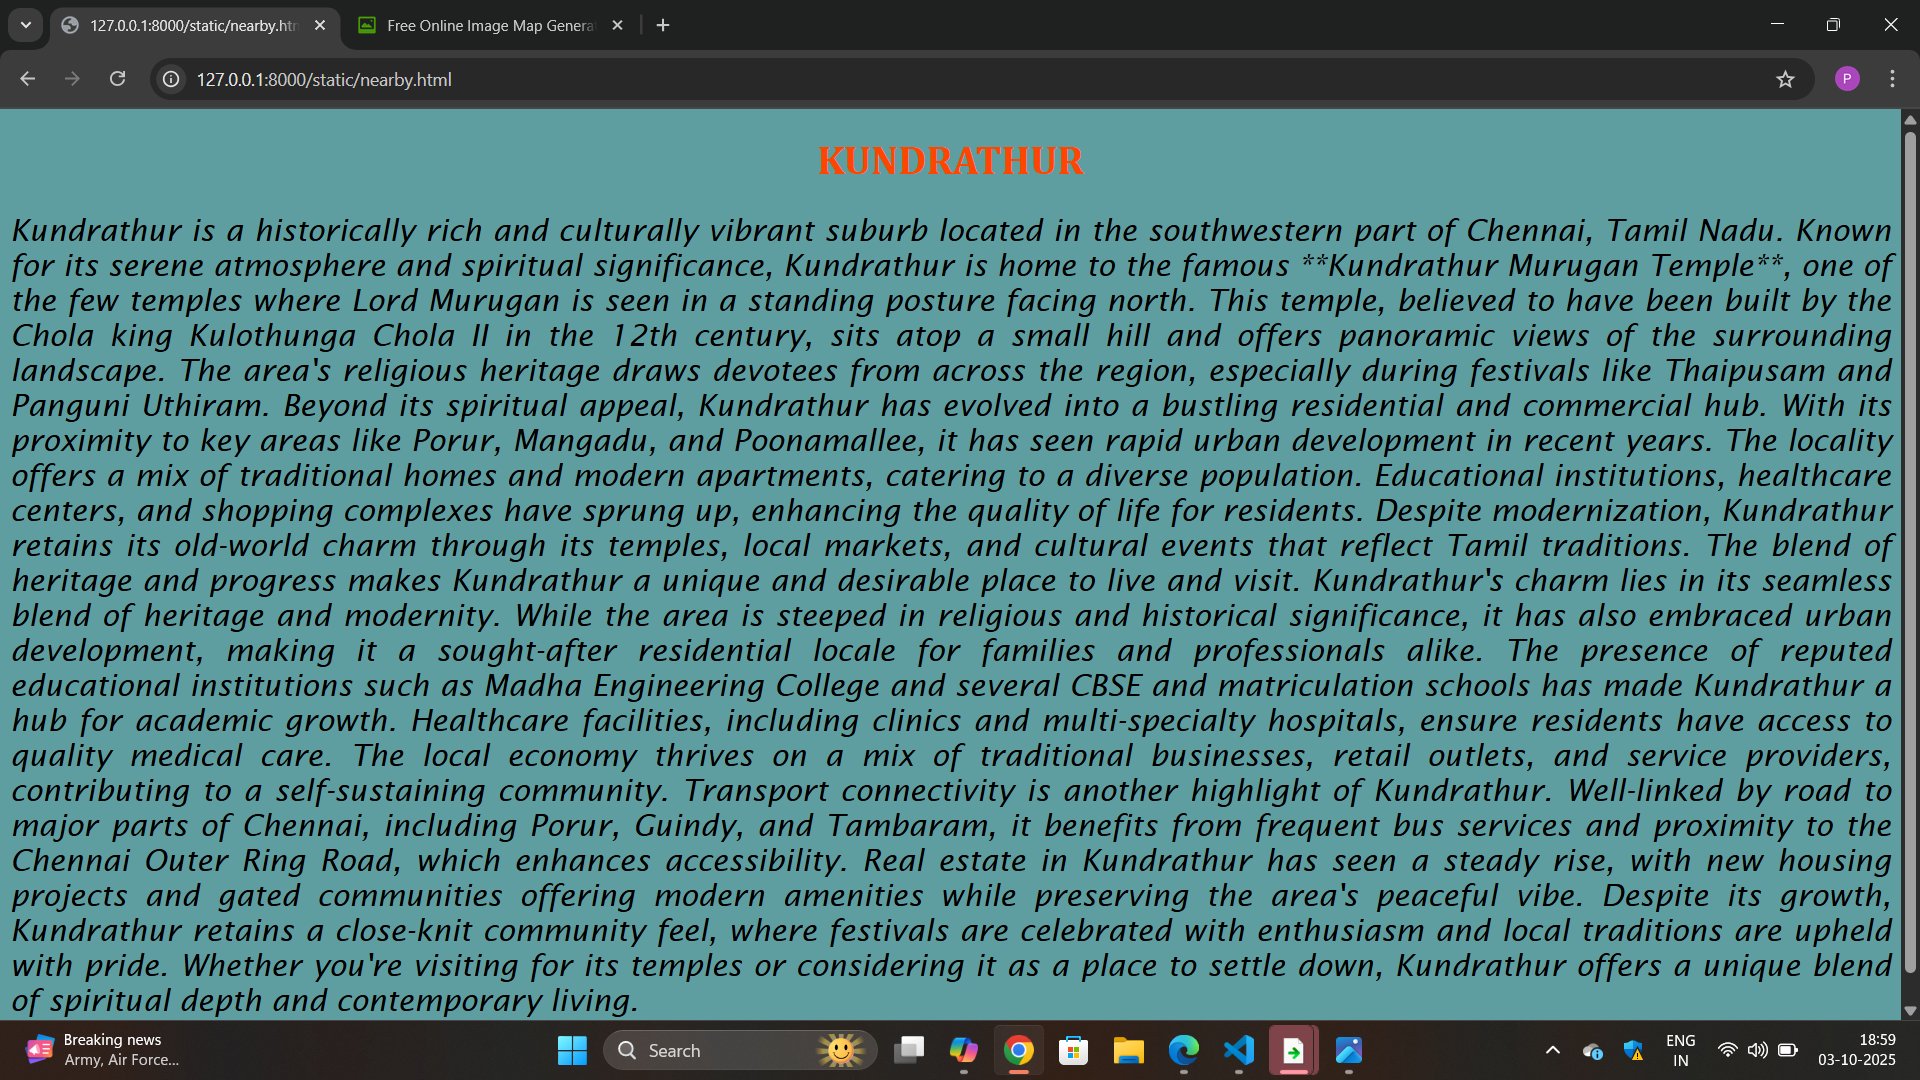 127.0.0.1:8000/static/nearby.htm
Free Online Image Map Genera
127.0.0.1:8000/static/nearby.html
P
KUNDRATHUR
Kundrathur is a historically rich and culturally vibrant suburb located in the southwestern part of Chennai, Tamil Nadu. Known
for its serene atmosphere and spiritual significance, Kundrathur is home to the famous **Kundrathur Murugan Temple**, one of
the few temples where Lord Murugan is seen in a standing posture facing north. This temple, believed to have been built by the
Chola king Kulothunga Chola II in the 12th century, sits atop a small hill and offers panoramic views of the surrounding
landscape. The area's religious heritage draws devotees from across the region, especially during festivals like Thaipusam and
Panguni Uthiram. Beyond its spiritual appeal, Kundrathur has evolved into a bustling residential and commercial hub. With its
proximity to key areas like Porur, Mangadu, and Poonamallee, it has seen rapid urban development in recent years. The locality
offers a mix of traditional homes and modern apartments, catering to a diverse population. Educational institutions, healthcare
centers, and shopping complexes have sprung up, enhancing the quality of life for residents. Despite modernization, Kundrathur
retains its old-world charm through its temples, local markets, and cultural events that reflect Tamil traditions. The blend of
heritage and progress makes Kundrathur a unique and desirable place to live and visit. Kundrathur's charm lies in its seamless
blend of heritage and modernity. While the area is steeped in religious and historical significance, it has also embraced urban
development, making it a sought-after residential locale for families and professionals alike. The presence of reputed
educational institutions such as Madha Engineering College and several CBSE and matriculation schools has made Kundrathur a
hub for academic growth. Healthcare facilities, including clinics and multi-specialty hospitals, ensure residents have access to
quality medical care. The local economy thrives on a mix of traditional businesses, retail outlets, and service providers,
contributing to a self-sustaining community. Transport connectivity is another highlight of Kundrathur. Well-linked by road to
major parts of Chennai, including Porur, Guindy, and Tambaram, it benefits from frequent bus services and proximity to the
Chennai Outer Ring Road, which enhances accessibility. Real estate in Kundrathur has seen a steady rise, with new housing
projects and gated communities offering modern amenities while preserving the area's peaceful vibe. Despite its growth,
Kundrathur retains a close-knit community feel, where festivals are celebrated with enthusiasm and local traditions are upheld
with pride. Whether you're visiting for its temples or considering it as a place to settle down, Kundrathur offers a unique blend
of spiritual depth and contemporary living.
Breaking news
Army, Air Force...
Search
ENG
IN
18:59
03-10-2025